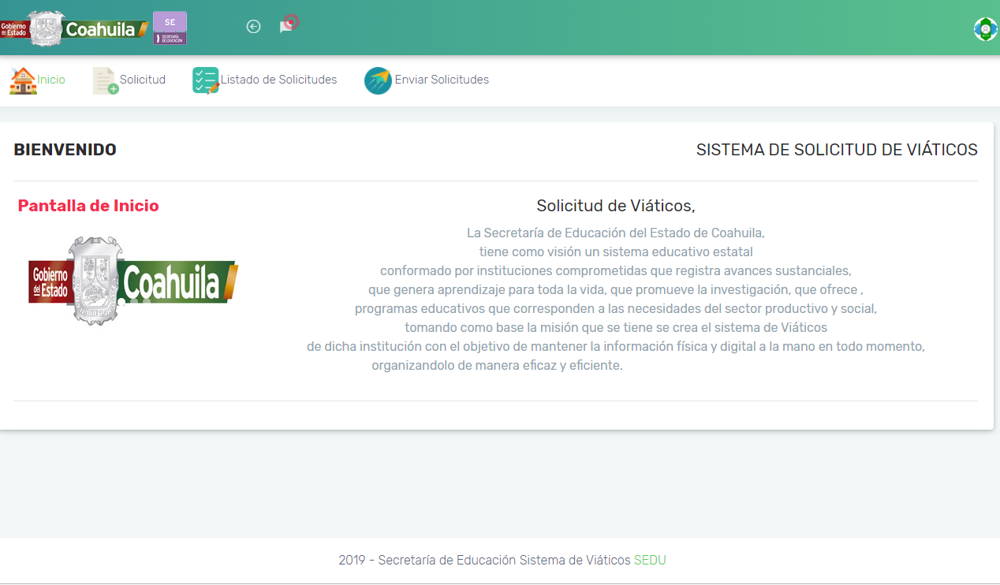 Gobierno
del Estado
Coahuila
SE
SECRETARÍA
DE EDUCACIÓN
Inicio
Solicitud
Listado de Solicitudes
Enviar Solicitudes
BIENVENIDO
SISTEMA DE SOLICITUD DE VIÁTICOS
Pantalla de Inicio
Gobierno
del Estado
Coahuila
Solicitud de Viáticos,
La Secretaría de Educación del Estado de Coahuila,
tiene como visión un sistema educativo estatal
conformado por instituciones comprometidas que registra avances sustanciales,
que genera aprendizaje para toda la vida, que promueve la investigación, que ofrece ,
programas educativos que corresponden a las necesidades del sector productivo y social,
tomando como base la misión que se tiene se crea el sistema de Viáticos
de dicha institución con el objetivo de mantener la información física y digital a la mano en todo momento,
organizandolo de manera eficaz y eficiente.
2019 - Secretaría de Educación Sistema de Viáticos SEDU